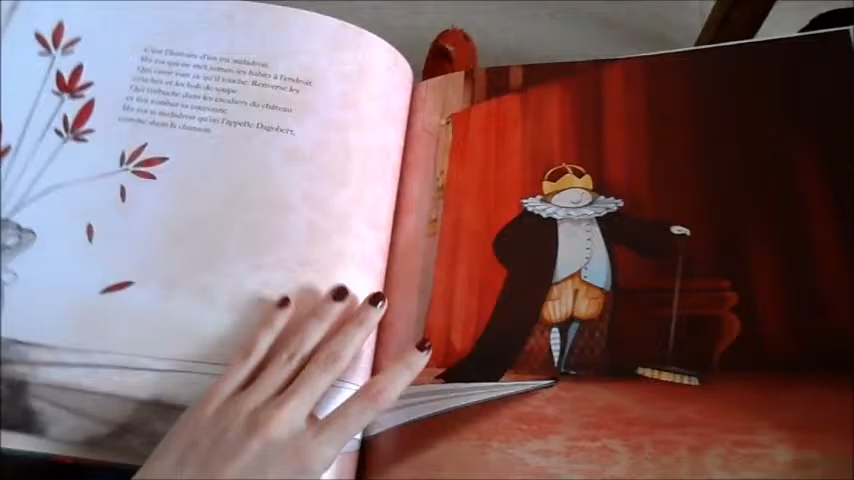 C'est l'histoire d'un roi maladroit.
Un roi qui ne met jamais ses habits à l'endroit.
Qui casse tout ce qu'il touche. Renverse les
cruches et les bols de soupe.
Qui trébuche dans les escaliers du château
et fait tomber sa couronne.
Un roi si maladroit qu'on l'appelle Dagobert,
comme dans la chanson.